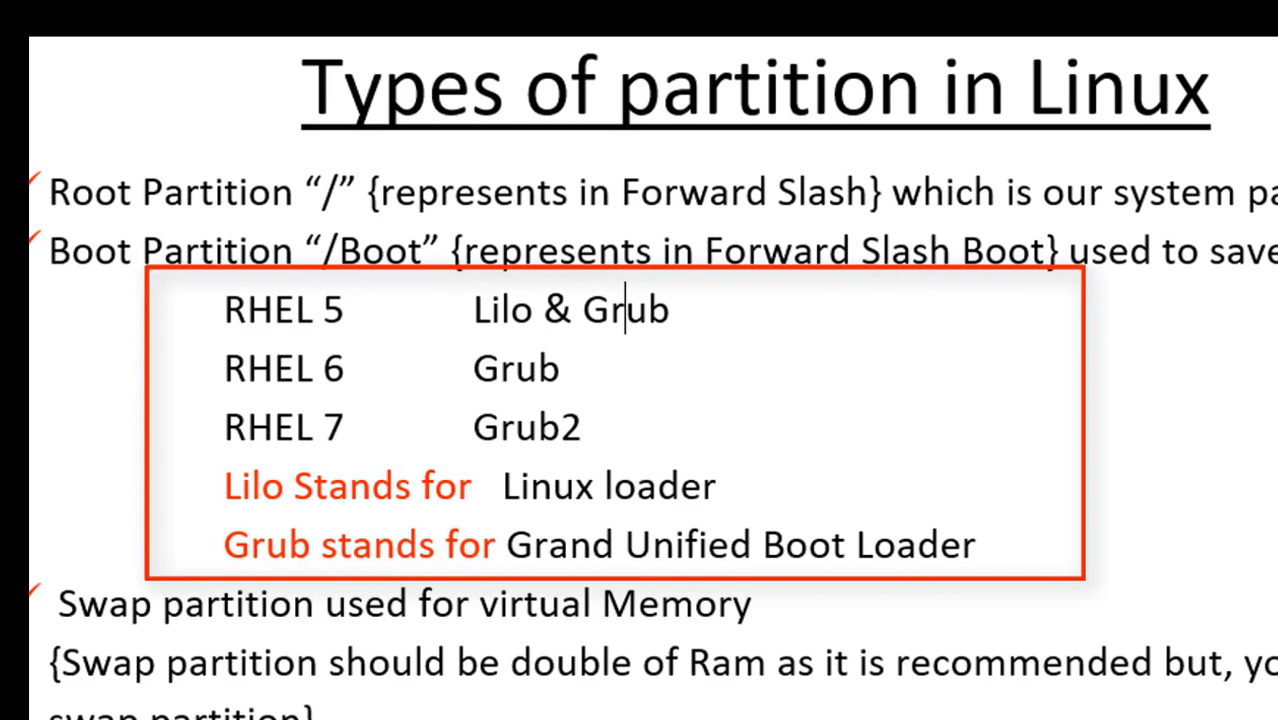 Types of partition in Linux
Root Partition “/” {represents in Forward Slash} which is our system
Boot Partition “/Boot” {represents in Forward Slash Boot} used to save
RHEL 5 Lilo & Grub
RHEL 6 Grub
RHEL 7 Grub2
Lilo Stands for Linux loader
Grub stands for Grand Unified Boot Loader
Swap partition used for virtual Memory
{Swap partition should be double of Ram as it is recommended but,
swap partition}